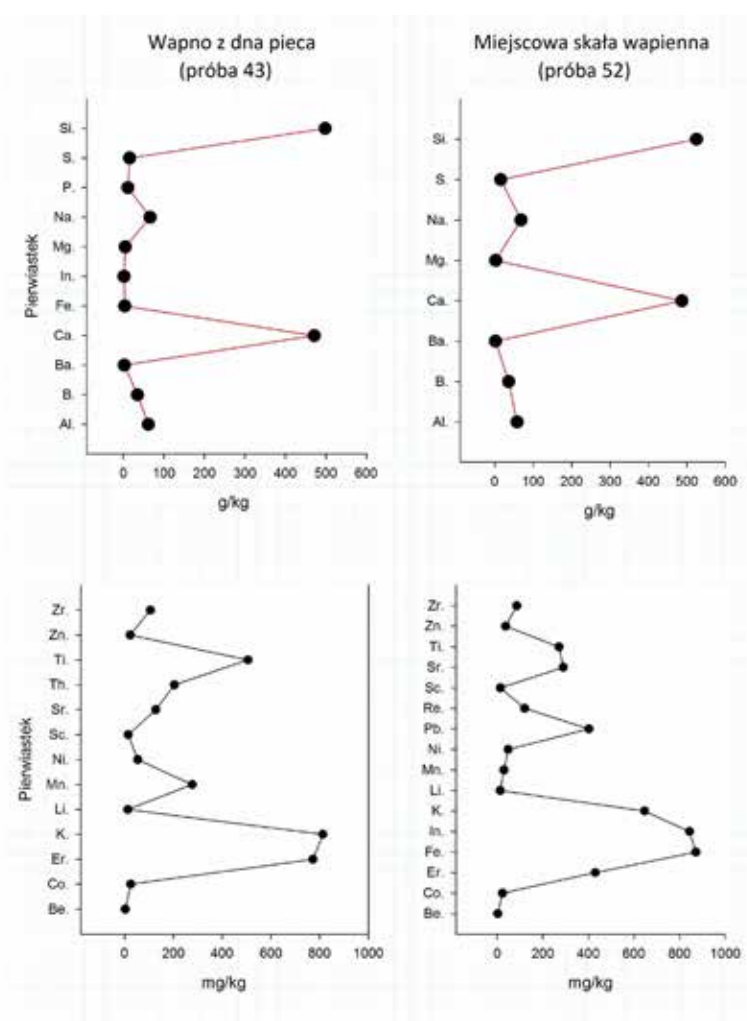 Wapno z dna pieca
(próba 43)
Si.
S.
P.
Na.
Mg.
In.
Fe.
Ca.
Ba.
B.
Al.
Pierwiastek
0 100 200 300 400 500 600
g/kg
Miejscowa skała wapienna
(próba 52)
Si.
S.
Na.
Mg.
Ca.
Ba.
B.
Al.
0 100 200 300 400 500 600
g/kg
Zr.
Zn.
Ti.
Th.
Sr.
Sc.
Ni.
Mn.
Li.
K.
Er.
Co.
Be.
Pierwiastek
0 200 400 600 800 1000
mg/kg
Zr.
Zn.
Ti.
Sr.
Sc.
Re.
Pb.
Ni.
Mn.
Li.
K.
In.
Fe.
Er.
Co.
Be.
0 200 400 600 800 1000
mg/kg